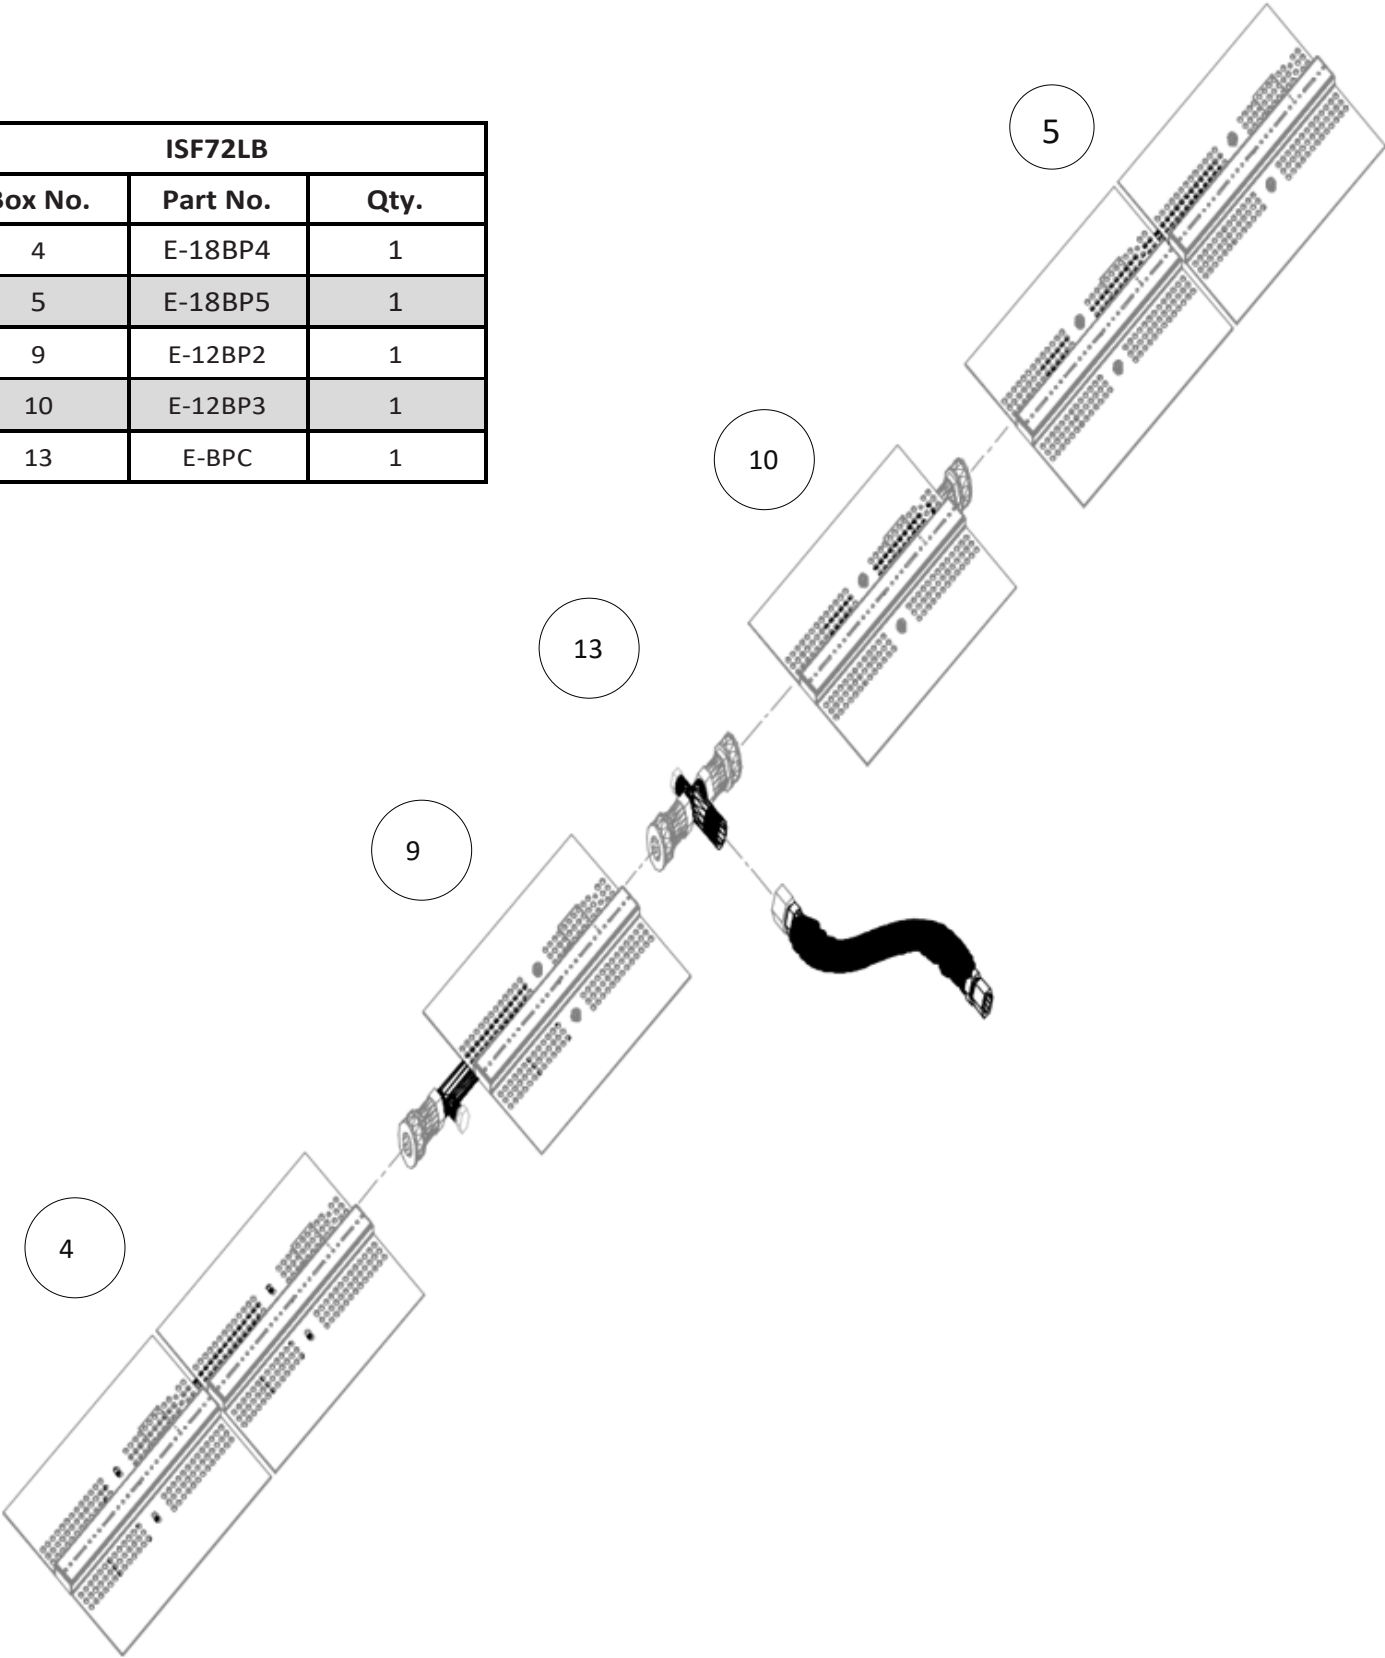 ISF72LB
Box No. Part No. Qty.
4 E-18BP4 1
5 E-18BP5 1
9 E-12BP2 1
10 E-12BP3 1
13 E-BPC 1
5
10
13
9
4